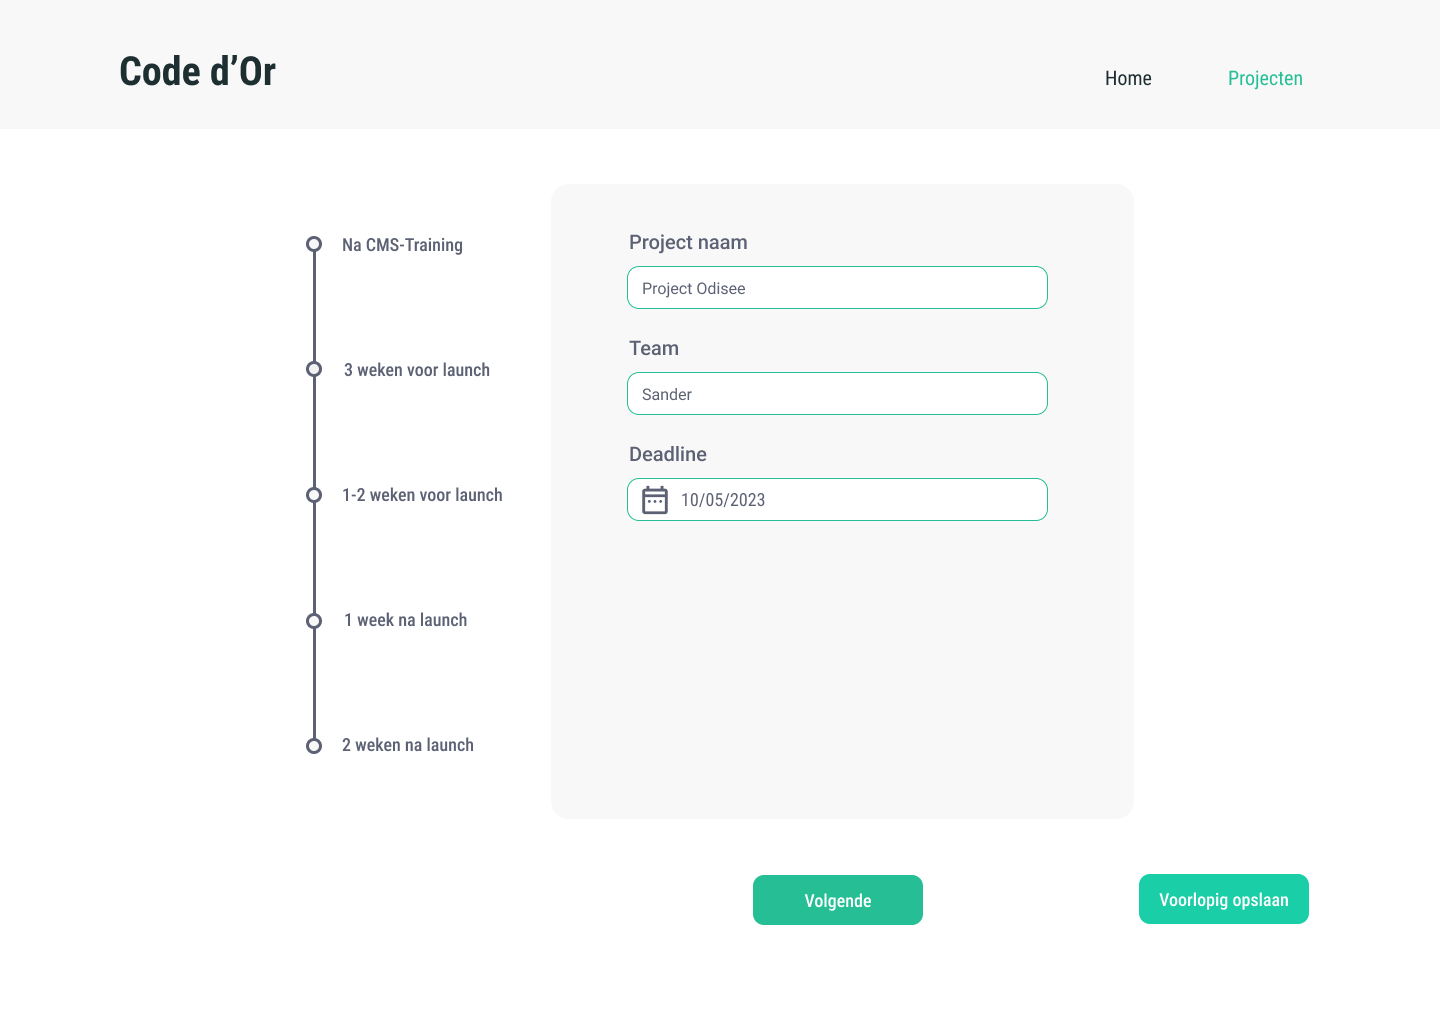 Code d’Or
Home
Projecten
Na CMS-Training
3 weken voor launch
1-2 weken voor launch
1 week na launch
2 weken na launch
Project naam
Project Odisee
Team
Sander
Deadline
10/05/2023
Volgende
Voorlopig opslaan